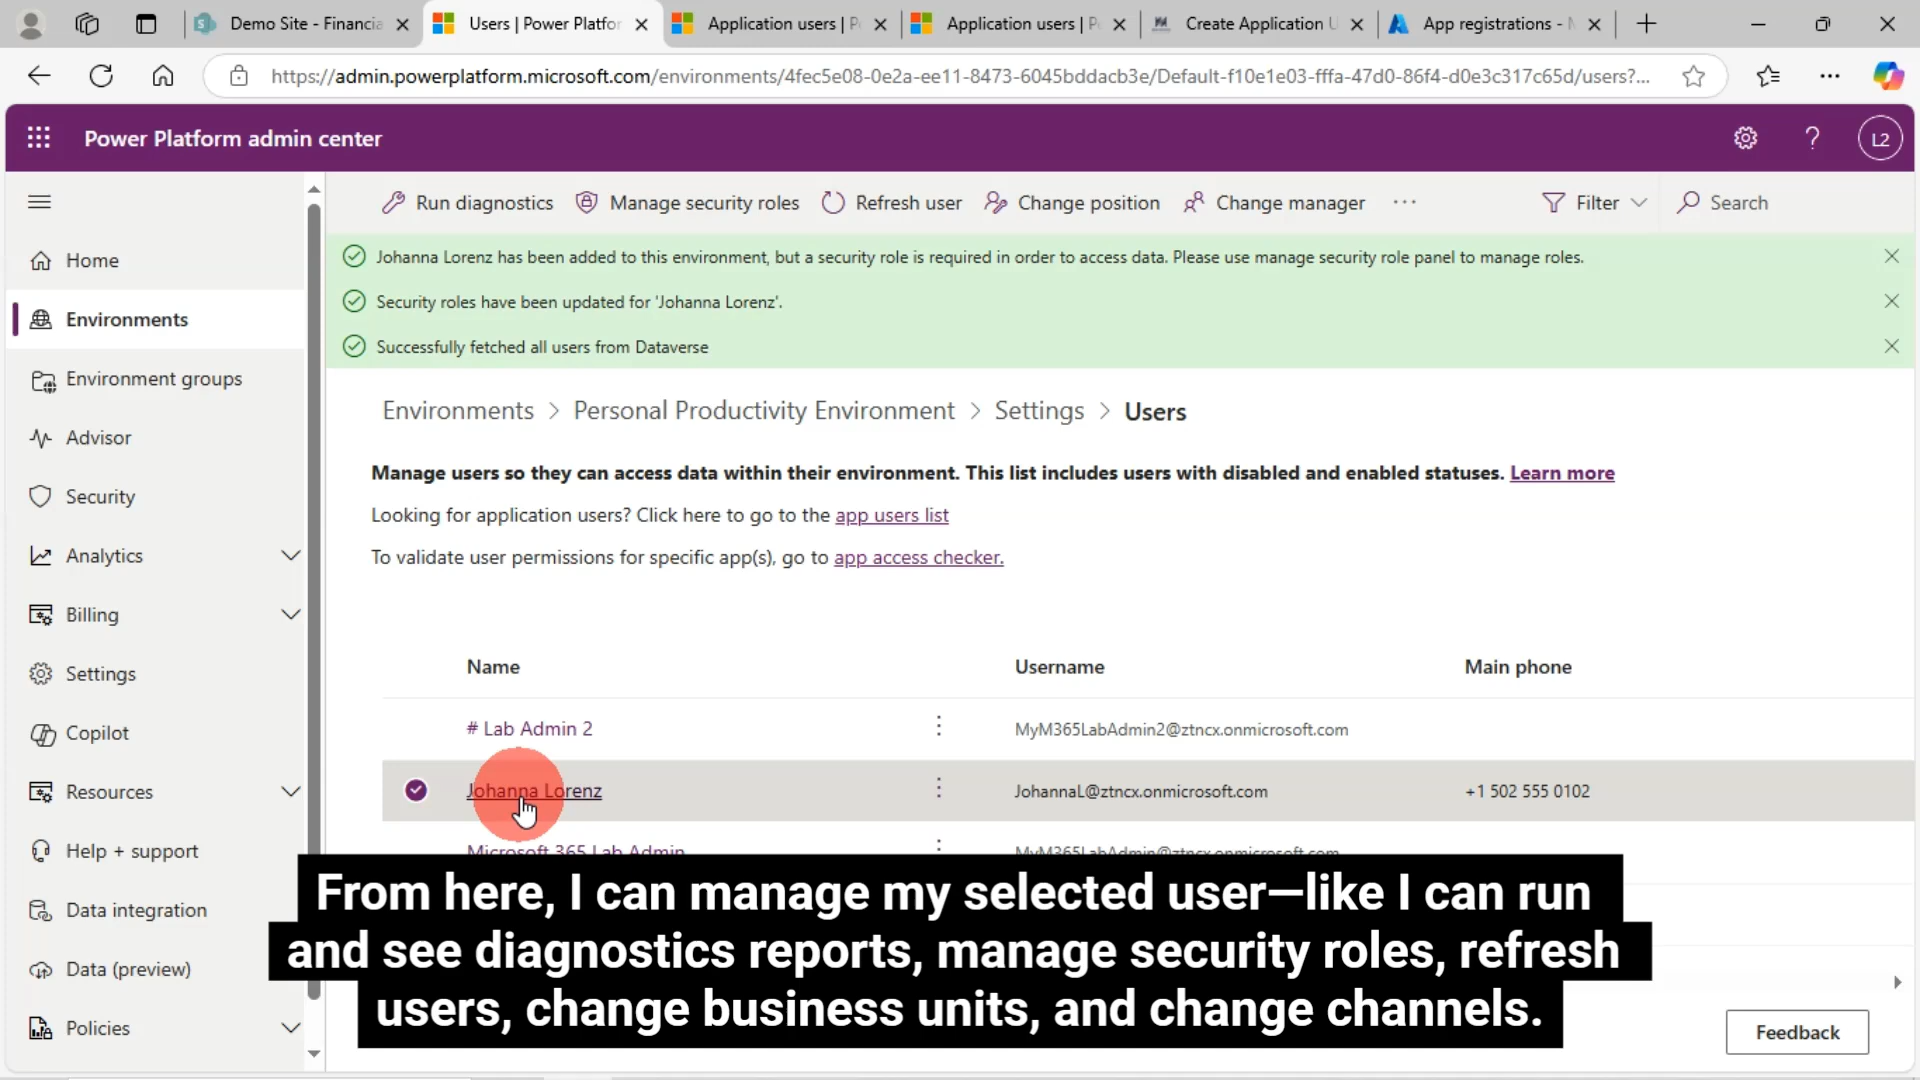 Demo Site - Financia
Users | Power Platfor
Application users | P
Application users | P
Create Application U
App registrations -
https://admin.powerplatform.microsoft.com/environments/4fec5e08-0e2a-ee11-8473-6045bddacb3e/Default-f10e1e03-fffa-47d0-86f4-d0e3c317c65d/users?...
Power Platform admin center
L2
Run diagnostics
Manage security roles
Refresh user
Change position
Change manager
Filter
Search
Johanna Lorenz has been added to this environment, but a security role is required in order to access data. Please use manage security role panel to manage roles.
Security roles have been updated for 'Johanna Lorenz'.
Successfully fetched all users from Dataverse
Home
Environments
Environment groups
Advisor
Security
Analytics
Billing
Settings
Copilot
Resources
Help + support
Data integration
Data (preview)
Policies
Environments > Personal Productivity Environment > Settings > Users
Manage users so they can access data within their environment. This list includes users with disabled and enabled statuses. Learn more
Looking for application users? Click here to go to the app users list
To validate user permissions for specific app(s), go to app access checker.
Name Username Main phone
# Lab Admin 2 MyM365LabAdmin2@ztncx.onmicrosoft.com
Johanna Lorenz JohannaL@ztncx.onmicrosoft.com +1 502 555 0102
Microsoft 365 Lab Admin MyM365LabAdmin@ztncx.onmicrosoft.com
From here, I can manage my selected user—like I can run
and see diagnostics reports, manage security roles, refresh
users, change business units, and change channels.
Feedback